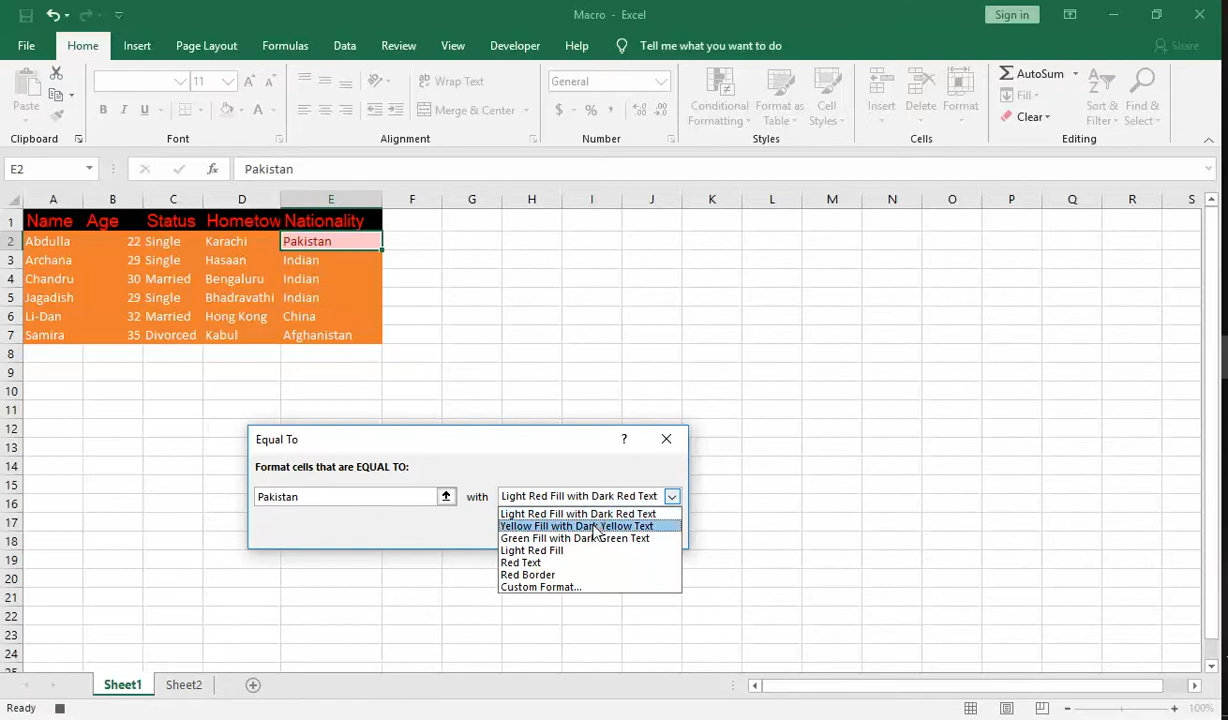 Macro - Excel
Sign in
File Home Insert Page Layout Formulas Data Review View Developer Help Tell me what you want to do Share
11 Wrap Text General AutoSum
Paste Conditional Format as Cell Insert Delete Format Fill Sort & Find &
B I U Merge & Center $ % , Formatting Table Styles Clear Filter Select
Clipboard Font Alignment Number Styles Cells Editing
E2 fx Pakistan
A B C D E F G H I J K L M N O P Q R S
1 Name Age Status Hometow Nationality
2 Abdulla 22 Single Karachi Pakistan
3 Archana 29 Single Hasaan Indian
4 Chandru 30 Married Bengaluru Indian
5 Jagadish 29 Single Bhadravathi Indian
6 Li-Dan 32 Married Hong Kong China
7 Samira 35 Divorced Kabul Afghanistan
8
9
10
11
12
13
14
15
16
17
18
19
20
21
22
23
24
25
Equal To ?
Format cells that are EQUAL TO:
Pakistan with Light Red Fill with Dark Red Text
Light Red Fill with Dark Red Text
Yellow Fill with Dark Yellow Text
Green Fill with Dark Green Text
Light Red Fill
Red Text
Red Border
Custom Format...
Sheet1 Sheet2
Ready 100%